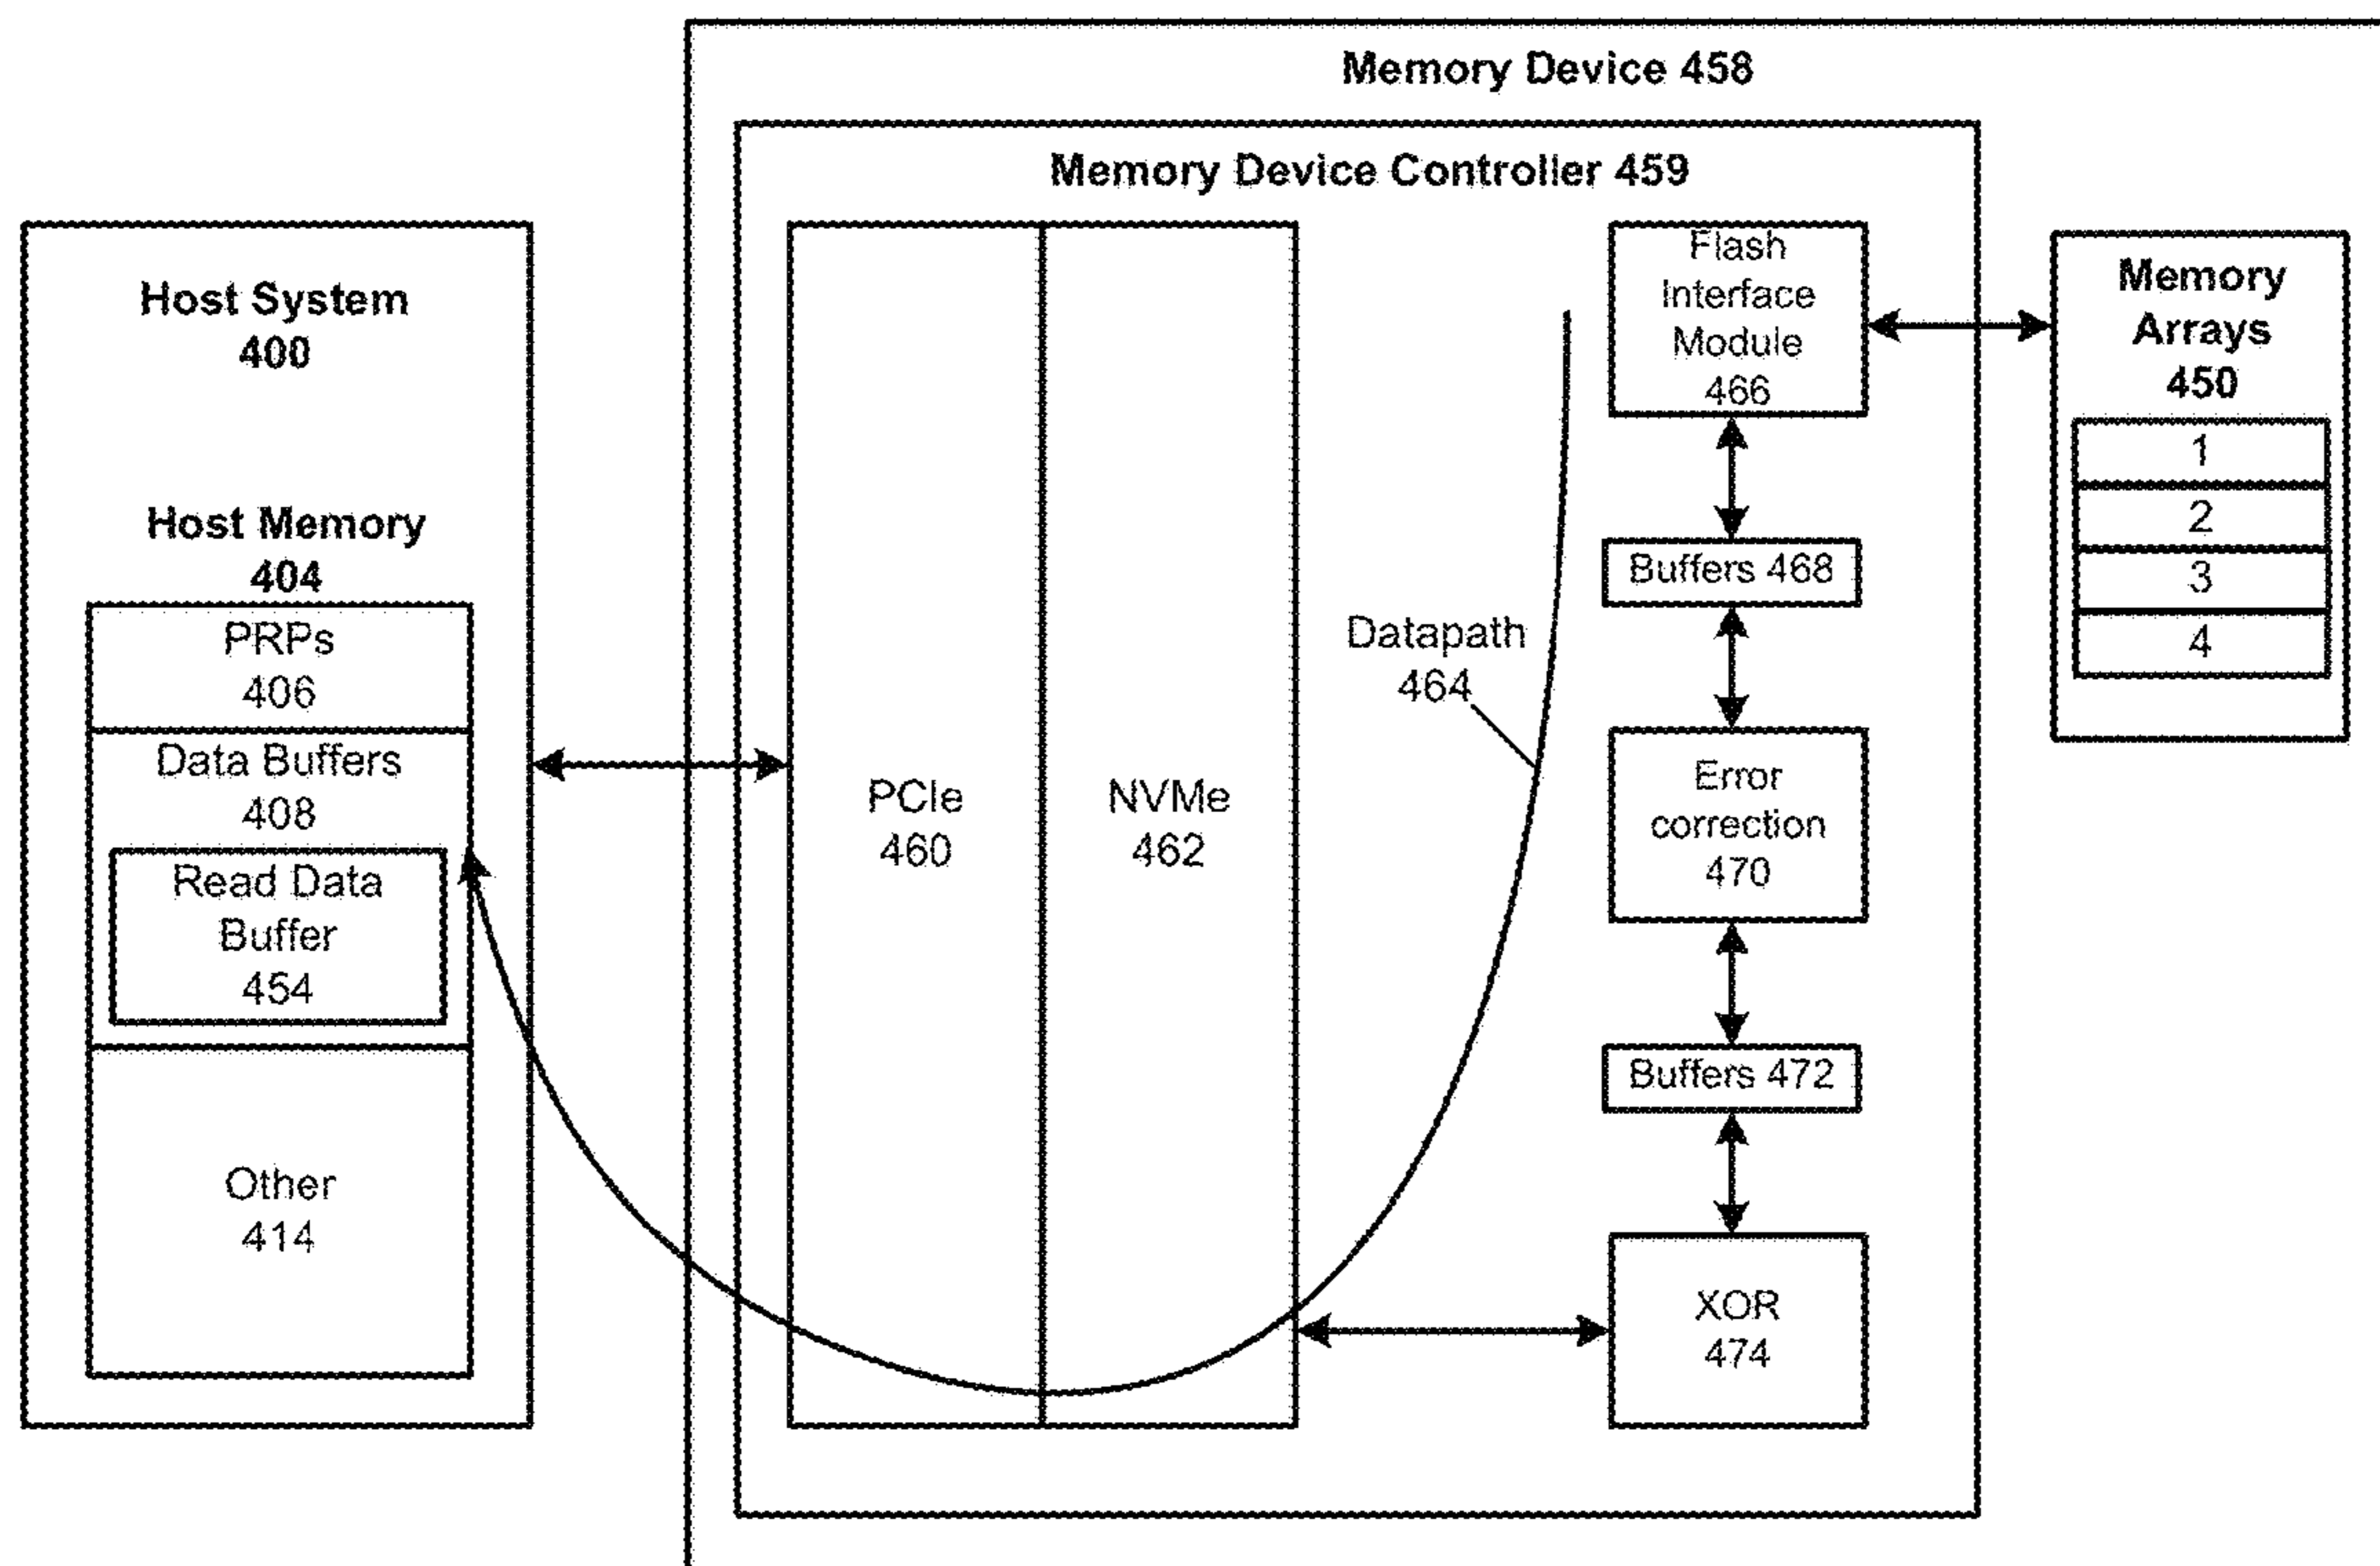 Memory Device 458
Memory Device Controller 459
Host System
400
Host Memory
404
PRPs
406
Data Buffers
408
Read Data
Buffer
454
Other
414
PCIe
460
NVMe
462
Datapath
464
Flash
Interface
Module
466
Buffers 468
Error
correction
470
Buffers 472
XOR
474
Memory
Arrays
450
1
2
3
4